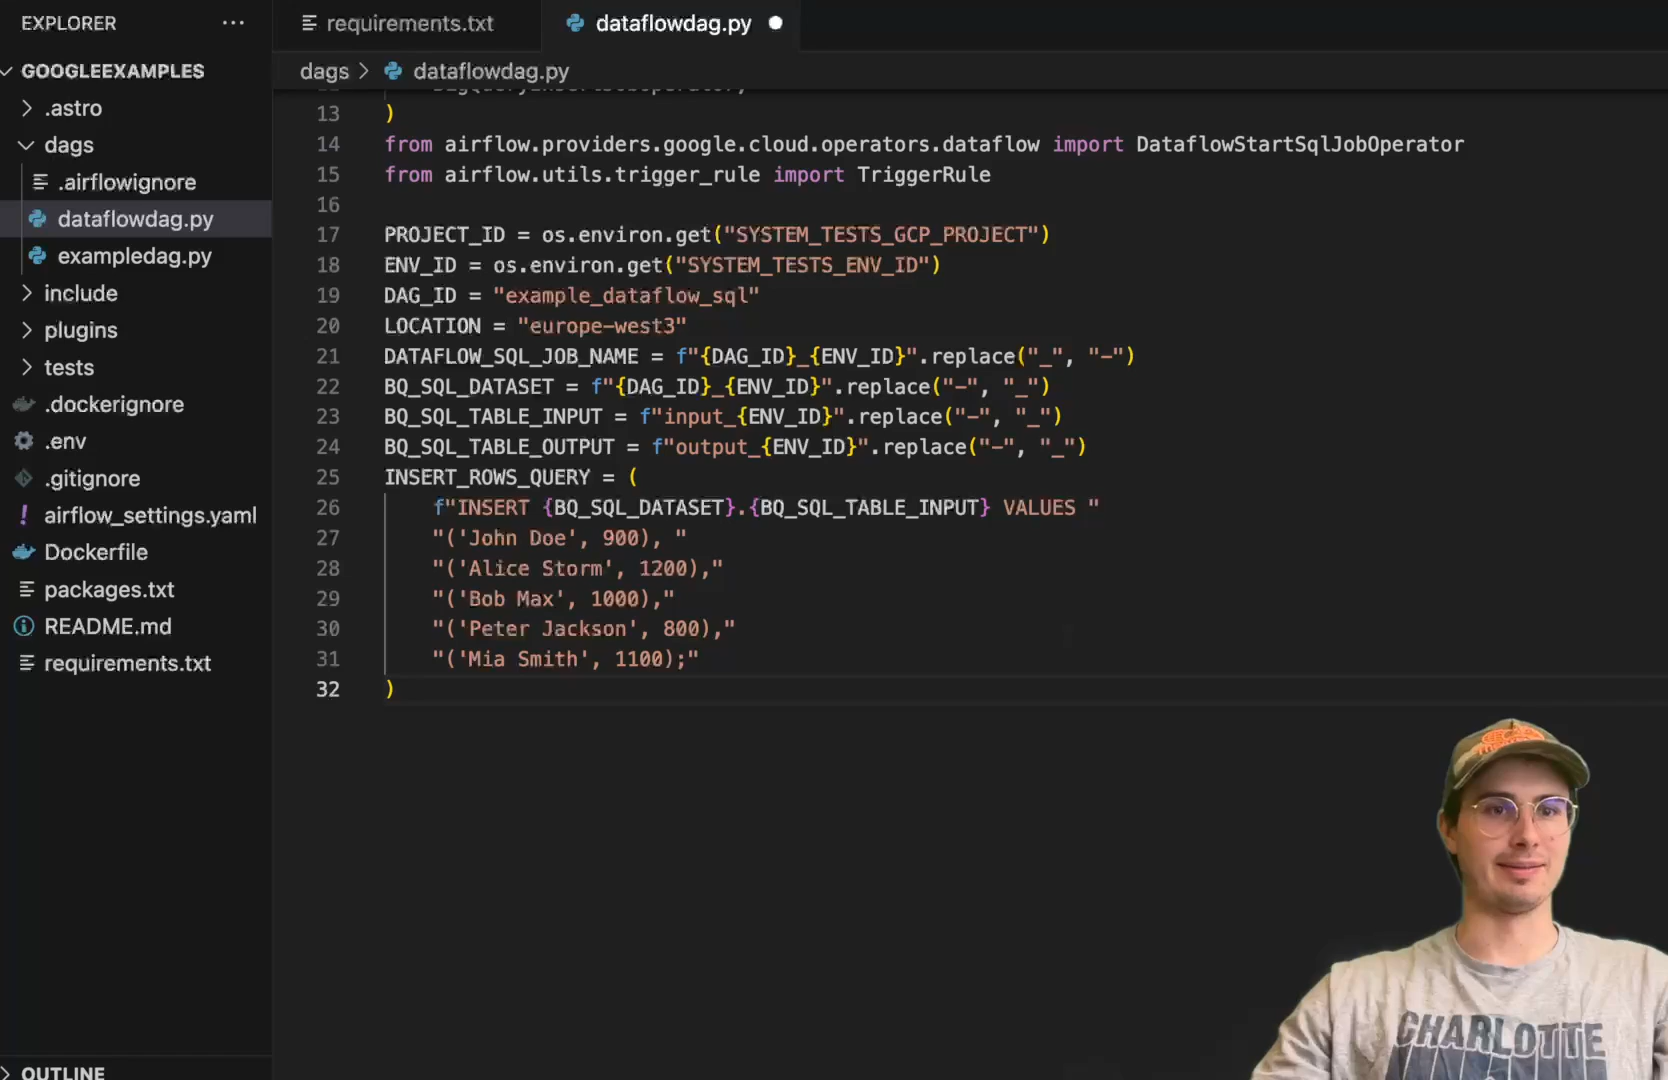 EXPLORER
···
requirements.txt
dataflowdag.py
GOOGLEEXAMPLES
.astro
dags
.airflowignore
dataflowdag.py
exampledag.py
include
plugins
tests
.dockerignore
.env
.gitignore
airflow_settings.yaml
Dockerfile
packages.txt
README.md
requirements.txt
OUTLINE
dags > dataflowdag.py
13 )
14 from airflow.providers.google.cloud.operators.dataflow import DataflowStartSqlJobOperator
15 from airflow.utils.trigger_rule import TriggerRule
16
17 PROJECT_ID = os.environ.get("SYSTEM_TESTS_GCP_PROJECT")
18 ENV_ID = os.environ.get("SYSTEM_TESTS_ENV_ID")
19 DAG_ID = "example_dataflow_sql"
20 LOCATION = "europe-west3"
21 DATAFLOW_SQL_JOB_NAME = f"{DAG_ID}_{ENV_ID}".replace("_", "-")
22 BQ_SQL_DATASET = f"{DAG_ID}_{ENV_ID}".replace("-", "_")
23 BQ_SQL_TABLE_INPUT = f"input_{ENV_ID}".replace("-", "_")
24 BQ_SQL_TABLE_OUTPUT = f"output_{ENV_ID}".replace("-", "_")
25 INSERT_ROWS_QUERY = (
26 f"INSERT {BQ_SQL_DATASET}.{BQ_SQL_TABLE_INPUT} VALUES "
27 "('John Doe', 900), "
28 "('Alice Storm', 1200),"
29 "('Bob Max', 1000),"
30 "('Peter Jackson', 800),"
31 "('Mia Smith', 1100);"
32 )
CHARLOTTE